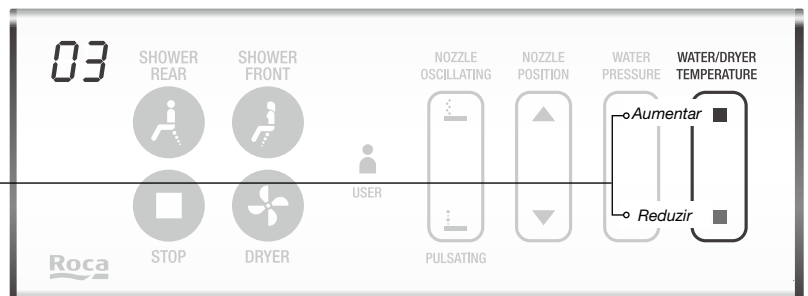 03
SHOWER
REAR
SHOWER
FRONT
NOZZLE
OSCILLATING
NOZZLE
POSITION
WATER
PRESSURE
WATER/DRYER
TEMPERATURE
Aumentar
USER
Reduzir
STOP
DRYER
PULSATING
Roca